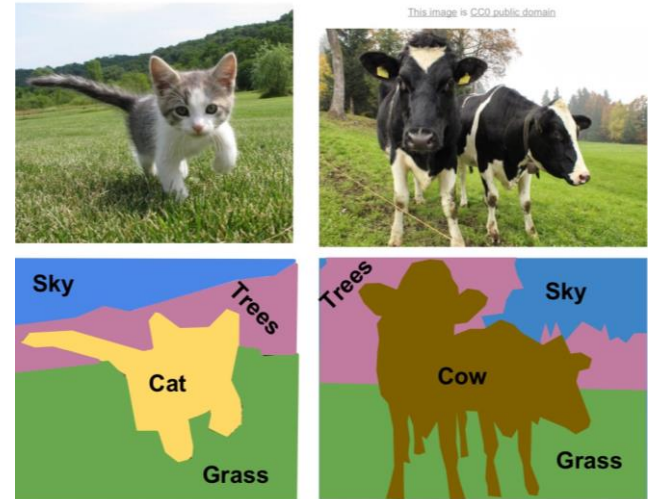 This image is CC0 public domain
Sky
Trees
Cat
Grass
Trees
Sky
Cow
Grass